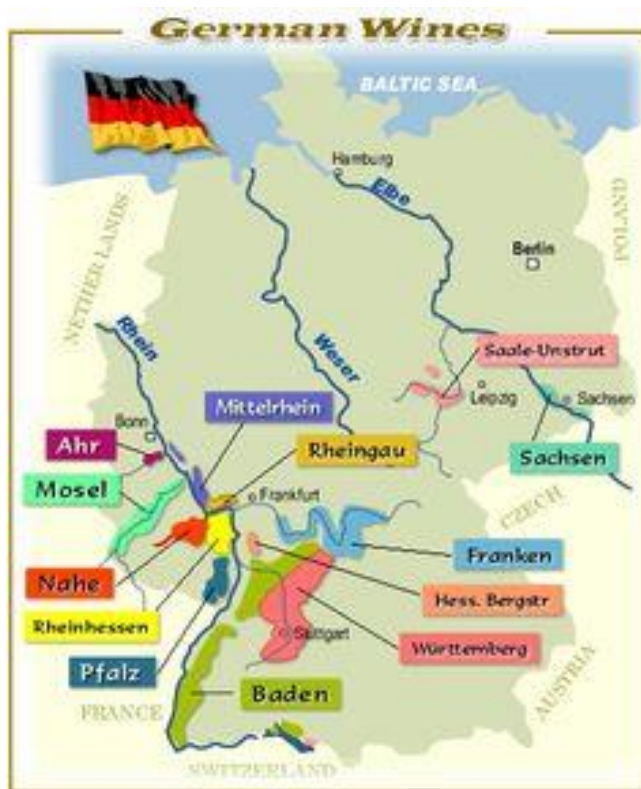 German Wines
BALTIC SEA
Hamburg
Elbe
POLAND
NETHERLANDS
Berlin
Rhein
Weser
Saale-Unstrut
Leipzig
Sachsen
Mittelrhein
Bonn
Ahr
Rheingau
Sachsen
Mosel
Frankfurt
CZECH
Franken
Nahe
Hess. Bergstr
Rheinhessen
Stuttgart
Württemberg
Pfalz
Baden
FRANCE
AUSTRIA
SWITZERLAND